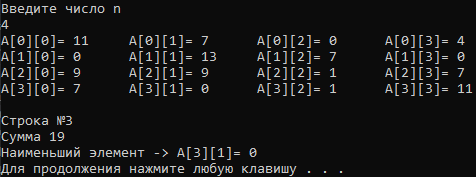 Введите число n
4
A[0][0]= 11 A[0][1]= 7 A[0][2]= 0 A[0][3]= 4
A[1][0]= 0 A[1][1]= 13 A[1][2]= 7 A[1][3]= 0
A[2][0]= 9 A[2][1]= 9 A[2][2]= 1 A[2][3]= 7
A[3][0]= 7 A[3][1]= 0 A[3][2]= 1 A[3][3]= 11
Строка №3
Сумма 19
Наименьший элемент -> A[3][1]= 0
Для продолжения нажмите любую клавишу . . .